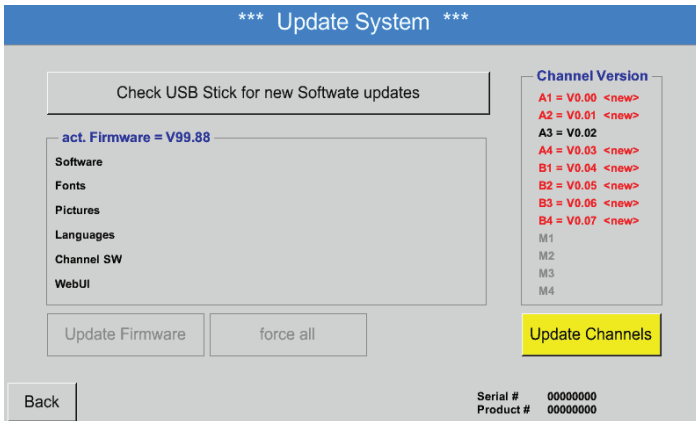 *** Update System ***
Check USB Stick for new Softwate updates
act. Firmware = V99.88
Software
Fonts
Pictures
Languages
Channel SW
WebUI
Update Firmware
force all
Channel Version
A1 = V0.00 <new>
A2 = V0.01 <new>
A3 = V0.02
A4 = V0.03 <new>
B1 = V0.04 <new>
B2 = V0.05 <new>
B3 = V0.06 <new>
B4 = V0.07 <new>
M1
M2
M3
M4
Update Channels
Back
Serial # 00000000
Product # 00000000